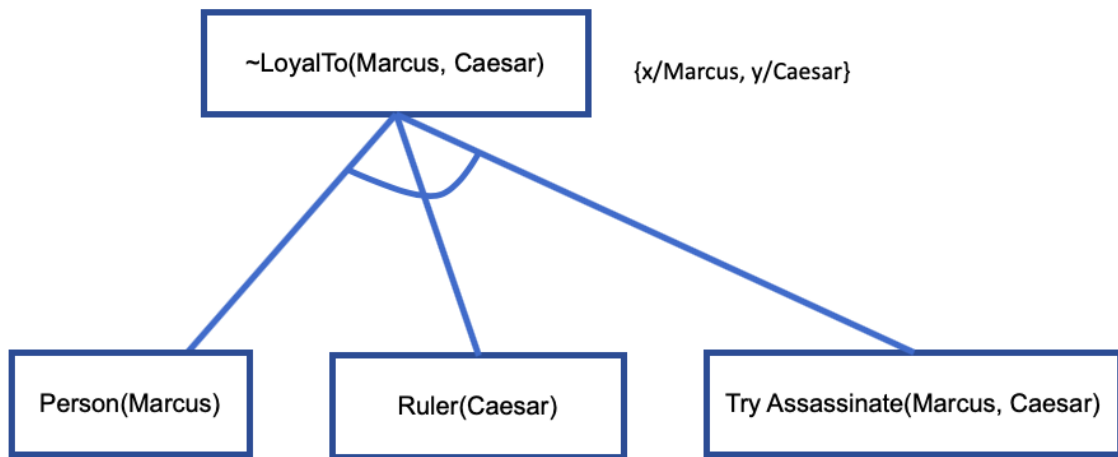 ~LoyalTo(Marcus, Caesar)
{x/Marcus, y/Caesar}
Person(Marcus)
Ruler(Caesar)
Try Assassinate(Marcus, Caesar)